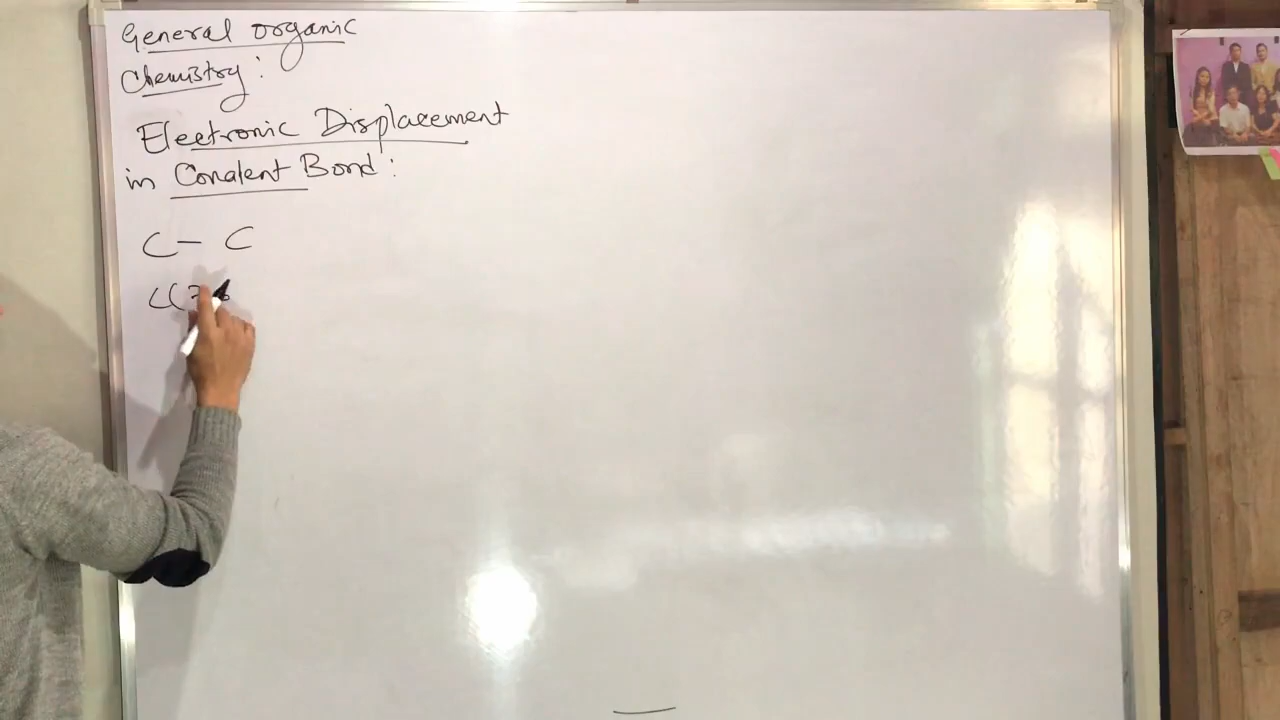 General Organic
Chemistry:
Electronic Displacement
in Covalent Bond:
C – C